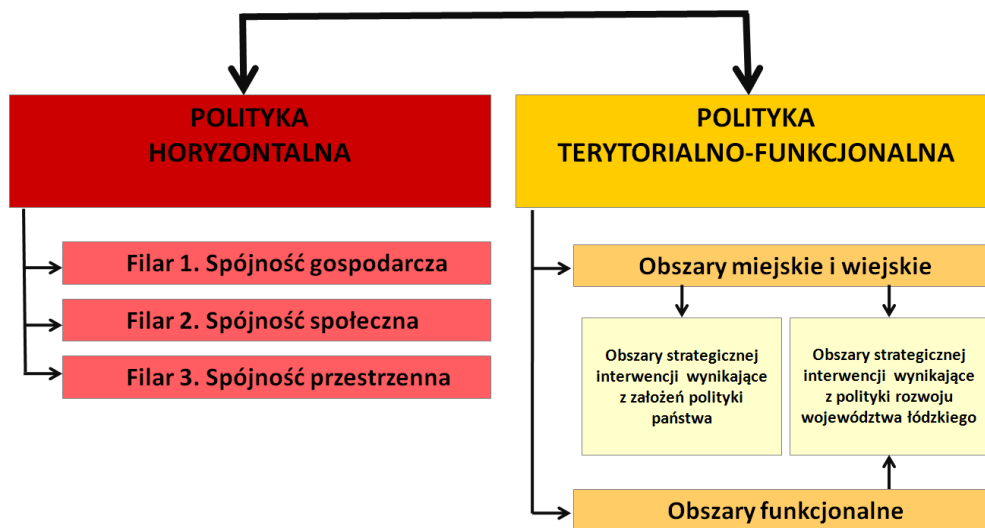 POLITYKA
HORYZONTALNA
Filar 1. Spójność gospodarcza
Filar 2. Spójność społeczna
Filar 3. Spójność przestrzenna
POLITYKA
TERYTORIALNO-FUNKCJONALNA
Obszary miejskie i wiejskie
Obszary strategicznej
interwencji wynikające
z założeń polityki
państwa
Obszary strategicznej
interwencji wynikające
z polityki rozwoju
województwa łódzkiego
Obszary funkcjonalne